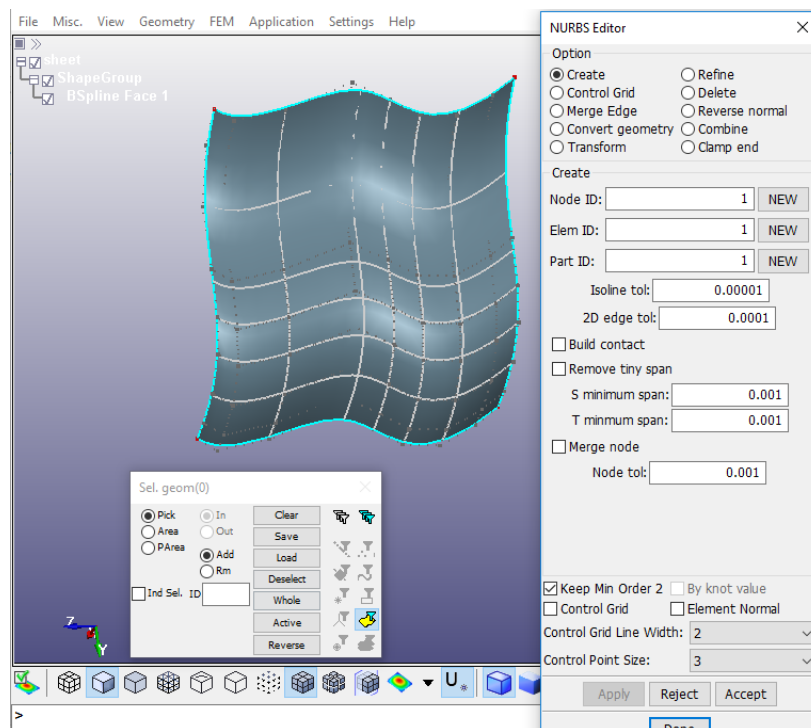 File Misc. View Geometry FEM Application Settings Help
sheet
ShapeGroup
BSpline Face 1
Sel. geom(0)
Pick In Clear
Area Out Save
PArea Add Load
Rm Deselect
Ind Sel. ID Whole
Active
Reverse
Z Y
U
>
NURBS Editor
Option
Create Refine
Control Grid Delete
Merge Edge Reverse normal
Convert geometry Combine
Transform Clamp end
Create
Node ID: 1 NEW
Elem ID: 1 NEW
Part ID: 1 NEW
Isoline tol: 0.00001
2D edge tol: 0.0001
Build contact
Remove tiny span
S minimum span: 0.001
T minmum span: 0.001
Merge node
Node tol: 0.001
Keep Min Order 2 By knot value
Control Grid Element Normal
Control Grid Line Width: 2
Control Point Size: 3
Apply Reject Accept
Done